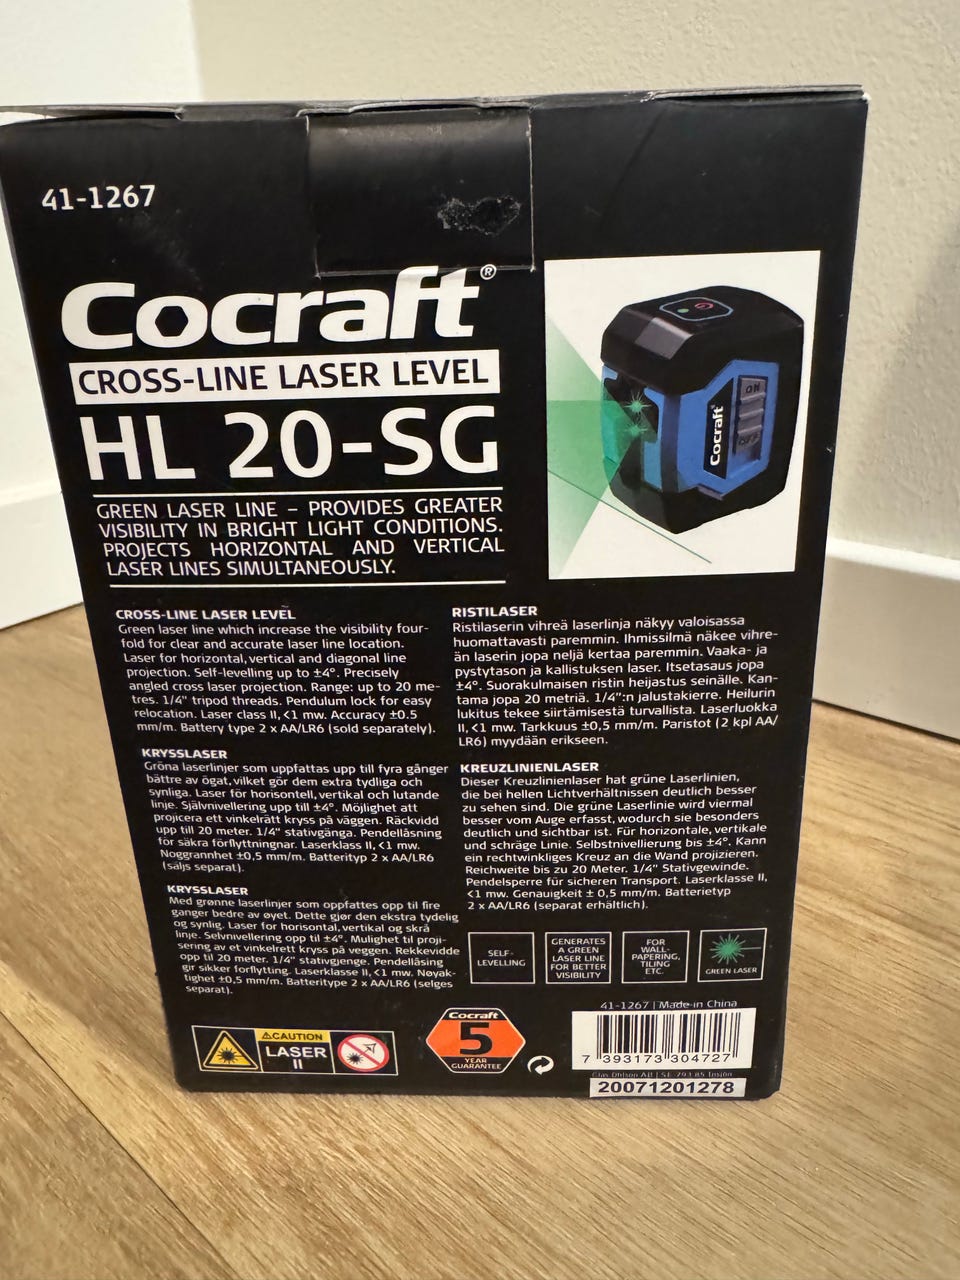 41-1267
Cocraft®
CROSS-LINE LASER LEVEL
HL 20-SG
GREEN LASER LINE – PROVIDES GREATER
VISIBILITY IN BRIGHT LIGHT CONDITIONS.
PROJECTS HORIZONTAL AND VERTICAL
LASER LINES SIMULTANEOUSLY.
ON
Cocraft®
CROSS-LINE LASER LEVEL
Green laser line which increase the visibility four-
fold for clear and accurate laser line location.
Laser for horizontal, vertical and diagonal line
projection. Self-levelling up to ±4°. Precisely
angled cross laser projection. Range: up to 20 me-
tres. 1/4" tripod threads. Pendulum lock for easy
relocation. Laser class II, <1 mw. Accuracy ±0.5
mm/m. Battery type 2 x AA/LR6 (sold separately).
KRYSSLASER
Gröna laserlinjer som uppfattas upp till fyra gånger
bättre av ögat, vilket gör dem extra tydliga och
synliga. Laser för horisontell, vertikal och lutande
linje. Självnivellering upp till ±4°. Möjlighet att
projicera ett vinkelrätt kryss på väggen. Räckvidd
upp till 20 meter. 1/4" stativgänga. Pendellåsning
för säkra förflyttningnar. Laserklass II, <1 mw.
Noggrannhet ±0,5 mm/m. Batterityp 2 x AA/LR6
(säljs separat).
KRYSSLASER
Med grønne laserlinjer som oppfattes opp til fire
ganger bedre av øyet. Dette gjør den ekstra tydelig
og synlig. Laser for horisontal, vertikal og skrå
linje. Selvnivellering opp til ±4°. Mulighet til proji-
sering av et vinkelrett kryss på veggen. Rekkevidde
opp til 20 meter. 1/4" stativgjenge. Pendellåsing
gir sikker forflytting. Laserklasse II, <1 mw. Nøyak-
tighet ±0,5 mm/m. Batteritype 2 x AA/LR6 (selges
separat).
RISTILASER
Ristilaserin vihreä laserlinja näkyy valoisassa
huomattavasti paremmin. Ihmissilmä näkee vihre-
än laserin jopa neljä kertaa paremmin. Vaaka- ja
pystytason ja kallistuksen laser. Itsetasaus jopa
±4°. Suorakulmaisen ristin heijastus seinälle. Kan-
tama jopa 20 metriä. 1/4":n jalustakierre. Heilurin
lukitus tekee siirtämisestä turvallista. Laserluokka
II, <1 mw. Tarkkuus ±0,5 mm/m. Paristot (2 kpl AA/
LR6) myydään erikseen.
KREUZLINIENLASER
Dieser Kreuzlinienlaser hat grüne Laserlinien,
die bei hellen Lichtverhältnissen deutlich besser
zu sehen sind. Die grüne Laserlinie wird viermal
besser vom Auge erfasst, wodurch sie besonders
deutlich und sichtbar ist. Für horizontale, vertikale
und schräge Linie. Selbstnivellierung bis ±4°. Kann
ein rechtwinkliges Kreuz an die Wand projizieren.
Reichweite bis zu 20 Meter. 1/4" Stativgewinde.
Pendelsperre für sicheren Transport. Laserklasse II,
<1 mw. Genauigkeit ± 0,5 mm/m. Batterietyp
2 x AA/LR6 (separat erhältlich).
SELF-
LEVELLING
GENERATES
A GREEN
LASER LINE
FOR BETTER
VISIBILITY
FOR
WALL-
PAPERING,
TILING
ETC.
GREEN LASER
CAUTION
LASER
II
Cocraft
5
YEAR
GUARANTEE
41-1267 | Made in China
7 393173 304727
Clas Ohlson AB | SE-793 85 Insjön
20071201278